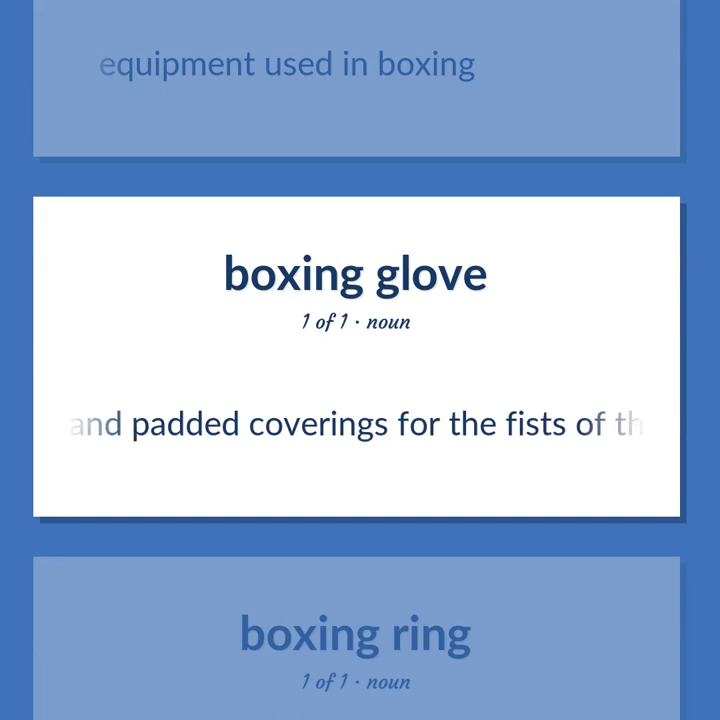 equipment used in boxing
boxing glove
1 of 1 · noun
and padded coverings for the fists of th
boxing ring
1 of 1 · noun